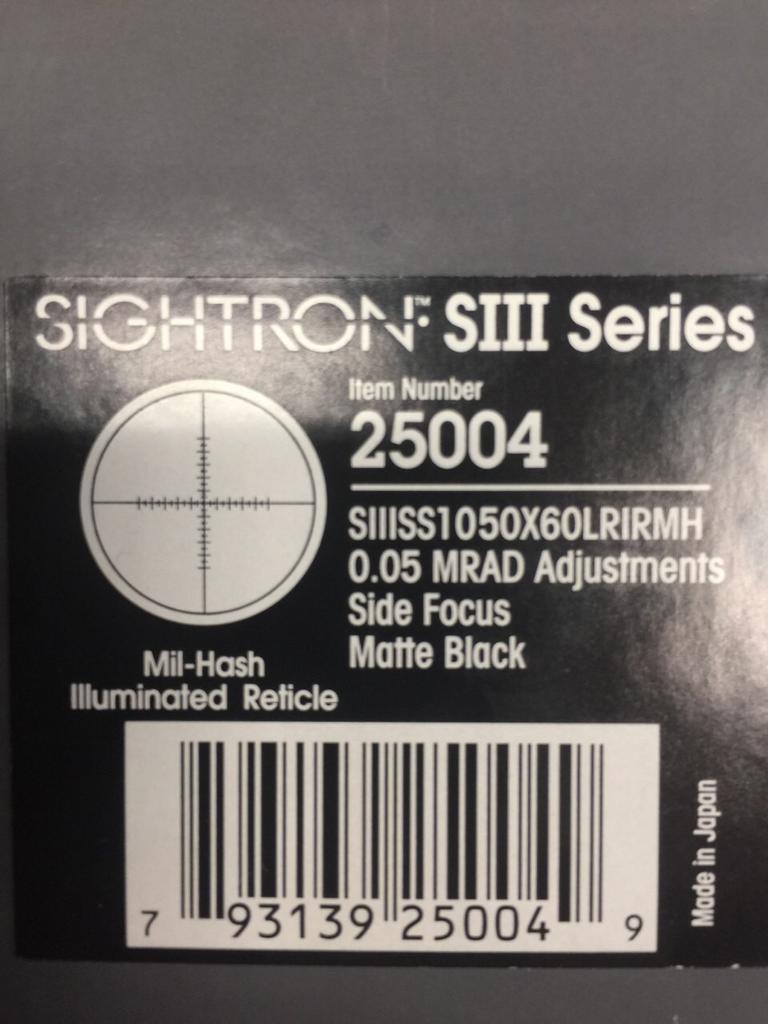 SIGHTRON™ SIII Series
Item Number
25004
SIIISS1050X60LRIRMH
0.05 MRAD Adjustments
Side Focus
Matte Black
Mil-Hash
Illuminated Reticle
7 93139 25004 9
Made in Japan